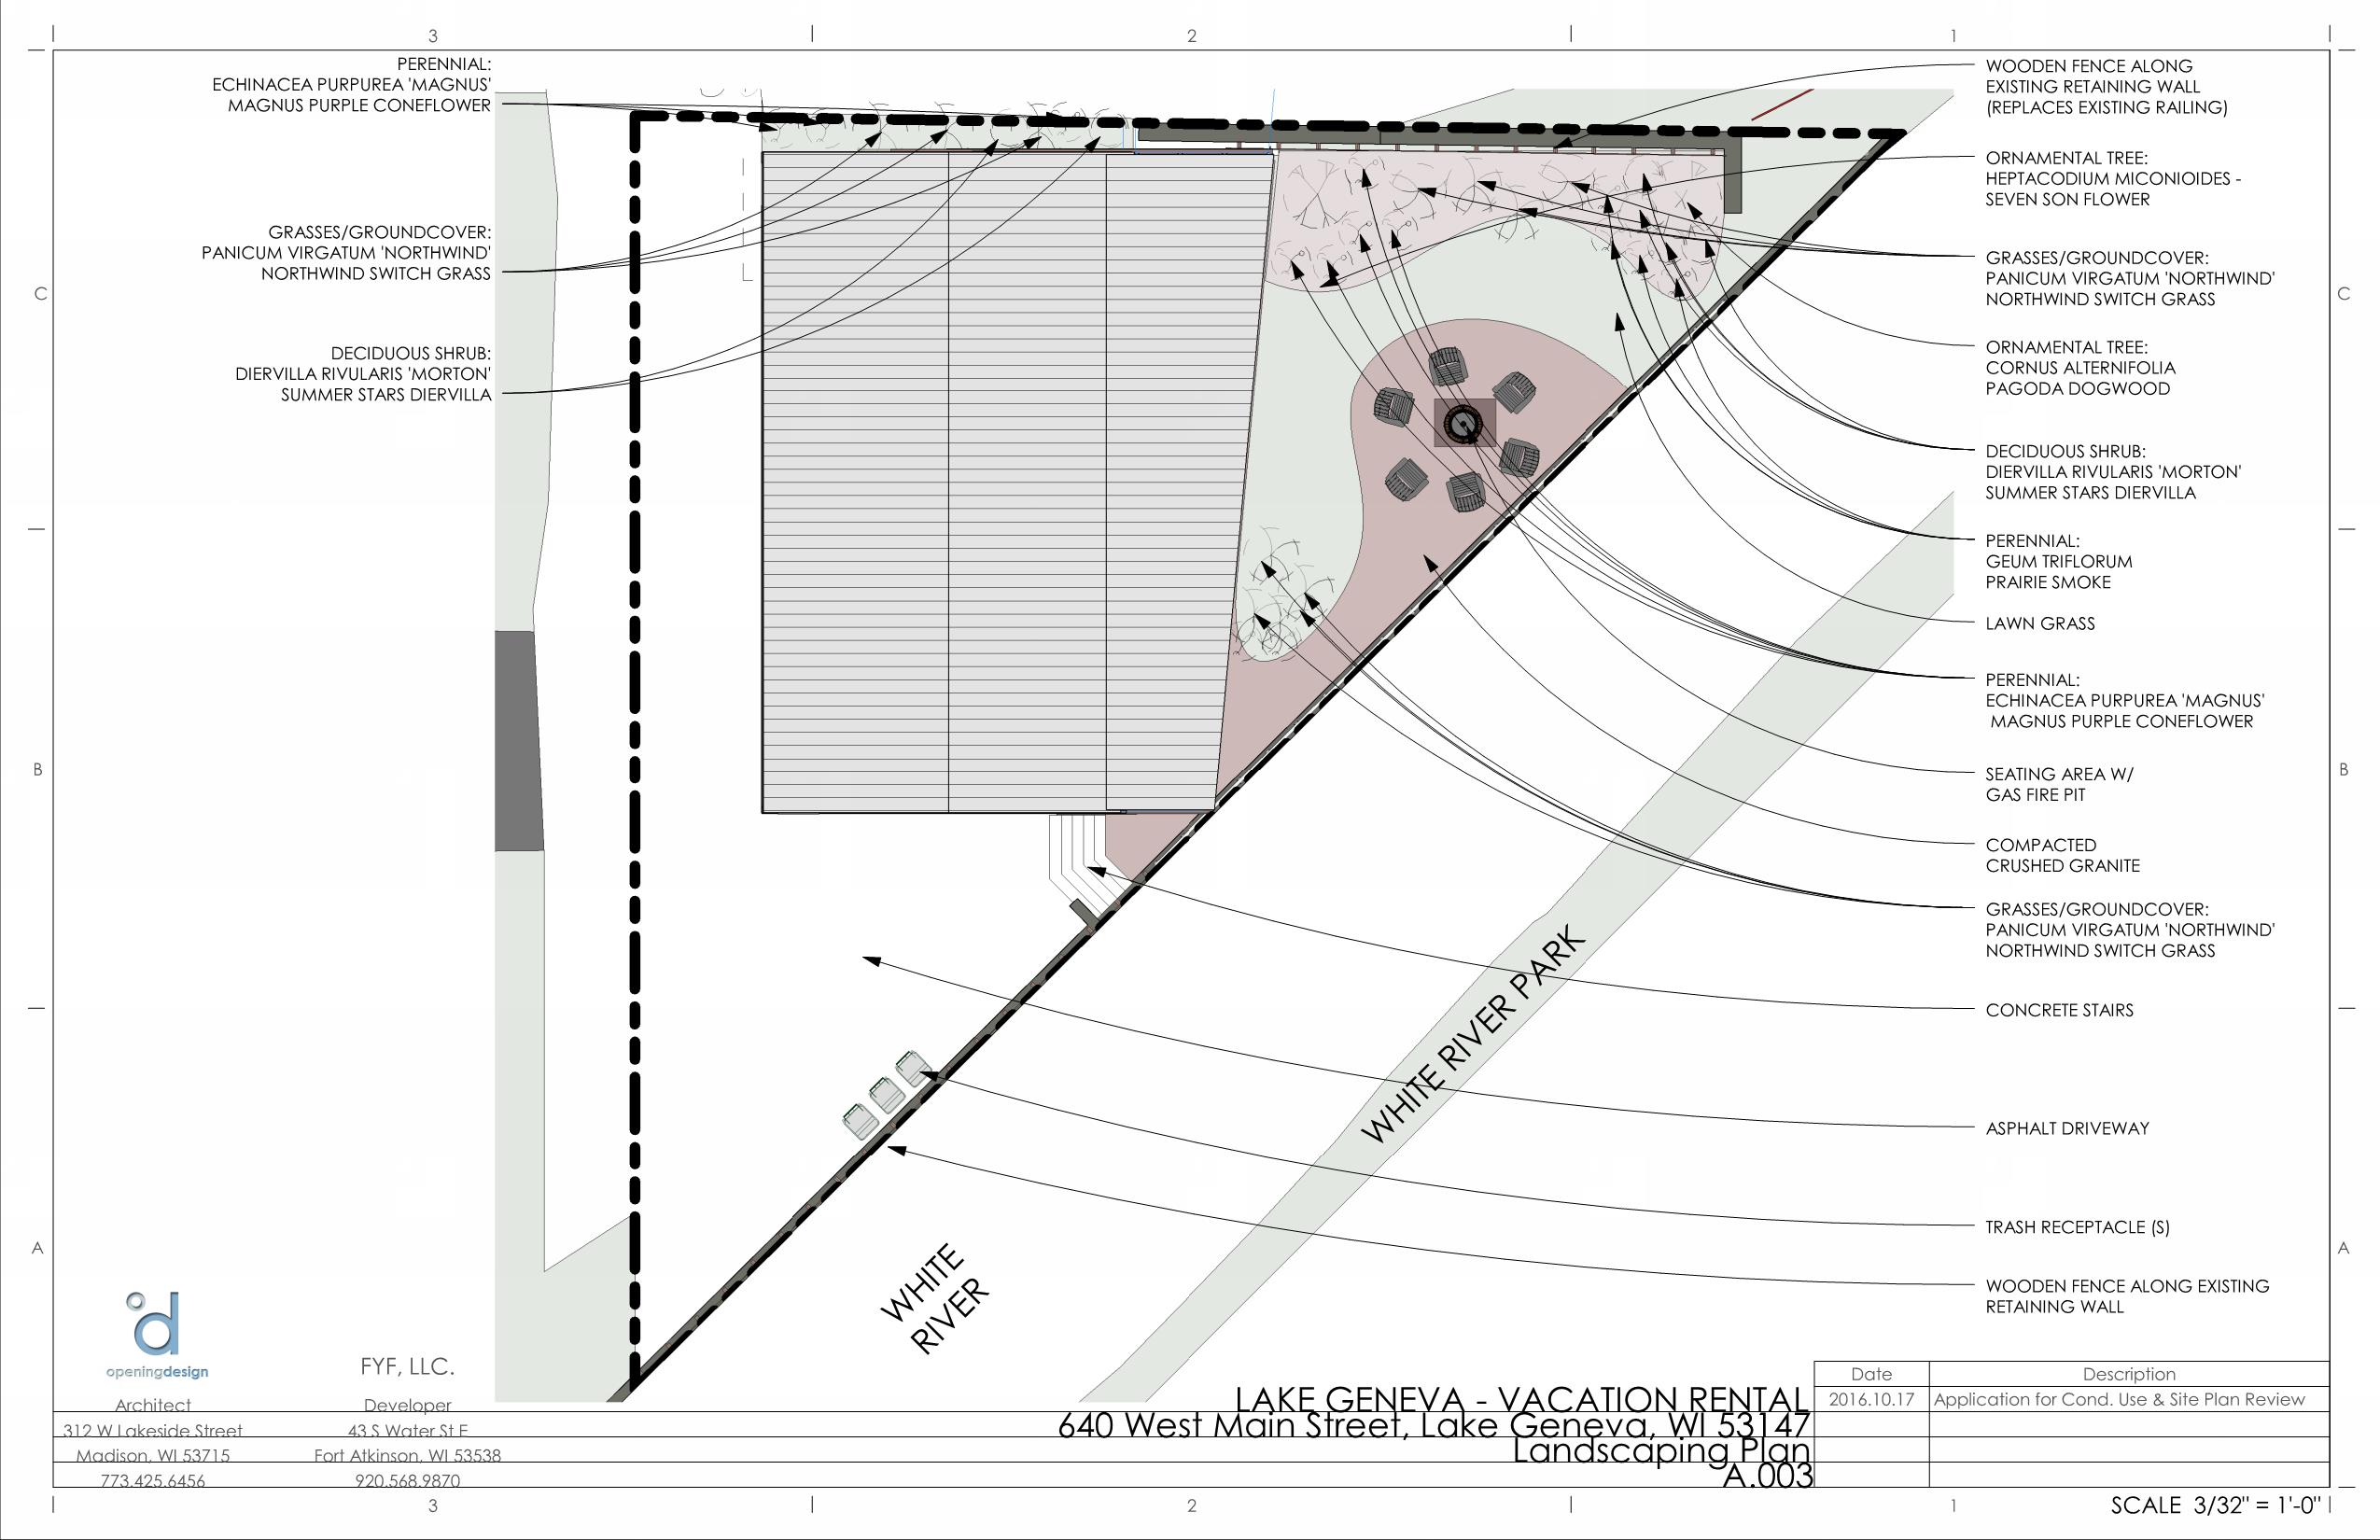 3
2
1
PERENNIAL:
ECHINACEA PURPUREA 'MAGNUS'
MAGNUS PURPLE CONEFLOWER
GRASSES/GROUNDCOVER:
PANICUM VIRGATUM 'NORTHWIND'
NORTHWIND SWITCH GRASS
DECIDUOUS SHRUB:
DIERVILLA RIVULARIS 'MORTON'
SUMMER STARS DIERVILLA
WOODEN FENCE ALONG
EXISTING RETAINING WALL
(REPLACES EXISTING RAILING)
ORNAMENTAL TREE:
HEPTACODIUM MICONIOIDES -
SEVEN SON FLOWER
GRASSES/GROUNDCOVER:
PANICUM VIRGATUM 'NORTHWIND'
NORTHWIND SWITCH GRASS
ORNAMENTAL TREE:
CORNUS ALTERNIFOLIA
PAGODA DOGWOOD
DECIDUOUS SHRUB:
DIERVILLA RIVULARIS 'MORTON'
SUMMER STARS DIERVILLA
PERENNIAL:
GEUM TRIFLORUM
PRAIRIE SMOKE
LAWN GRASS
PERENNIAL:
ECHINACEA PURPUREA 'MAGNUS'
MAGNUS PURPLE CONEFLOWER
SEATING AREA W/
GAS FIRE PIT
COMPACTED
CRUSHED GRANITE
GRASSES/GROUNDCOVER:
PANICUM VIRGATUM 'NORTHWIND'
NORTHWIND SWITCH GRASS
CONCRETE STAIRS
ASPHALT DRIVEWAY
TRASH RECEPTACLE (S)
WOODEN FENCE ALONG EXISTING
RETAINING WALL
C
C
B
B
A
A
WHITE RIVER PARK
WHITE
RIVER
openingdesign
Architect
312 W Lakeside Street
Madison, WI 53715
773.425.6456
FYF, LLC.
Developer
43 S Water St E
Fort Atkinson, WI 53538
920.568.9870
LAKE GENEVA - VACATION RENTAL
640 West Main Street, Lake Geneva, WI 53147
Landscaping Plan
A.003
Date Description
2016.10.17 Application for Cond. Use & Site Plan Review
3
2
1
SCALE 3/32" = 1'-0"